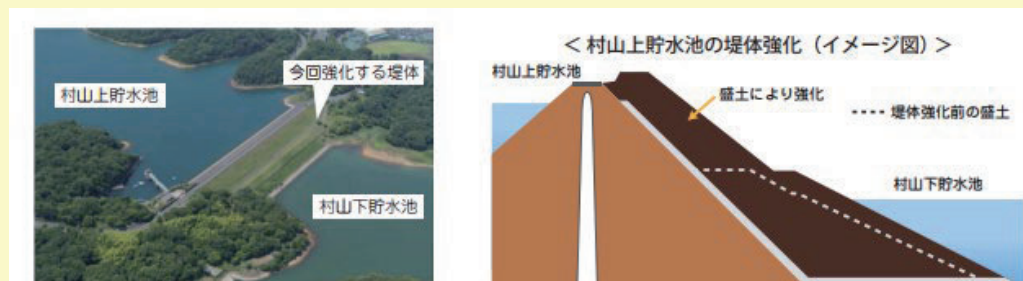 村山上貯水池
今回強化する堤体
村山下貯水池
＜村山上貯水池の堤体強化（イメージ図）＞
村山上貯水池
盛土により強化
堤体強化前の盛土
村山下貯水池